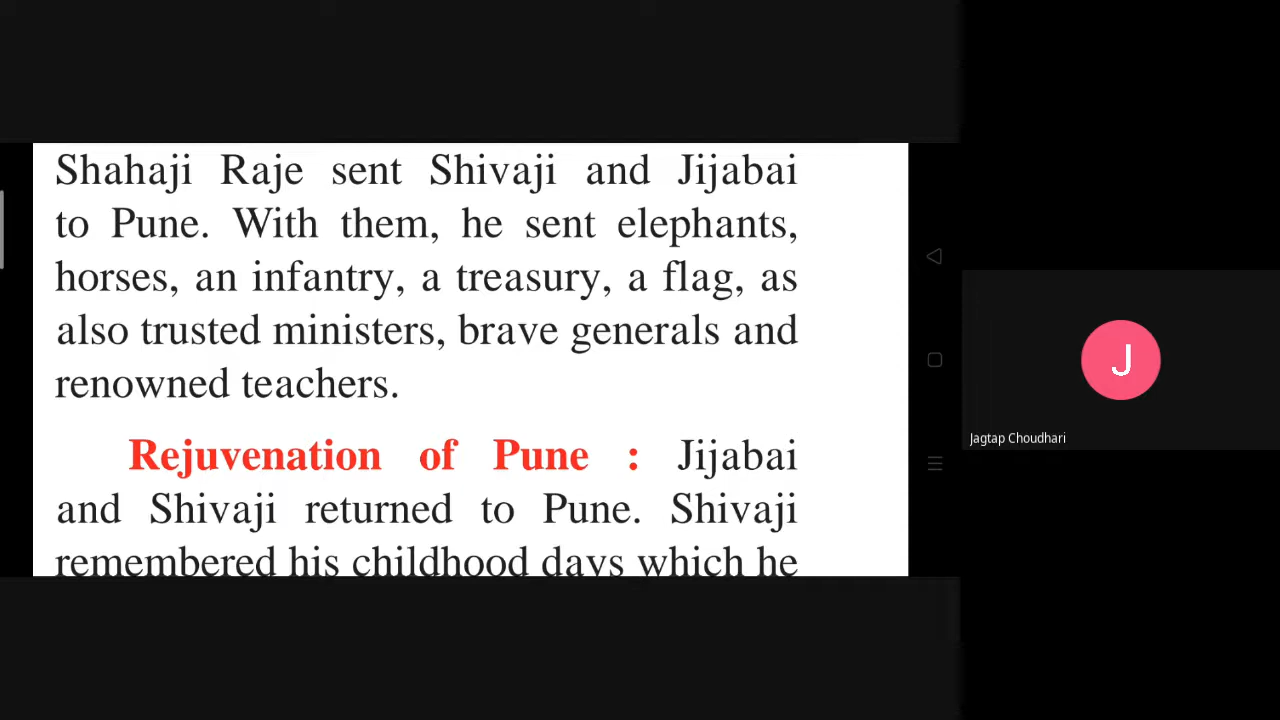 Shahaji Raje sent Shivaji and Jijabai
to Pune. With them, he sent elephants,
horses, an infantry, a treasury, a flag, as
also trusted ministers, brave generals and
renowned teachers.
Rejuvenation of Pune : Jijabai
and Shivaji returned to Pune. Shivaji
remembered his childhood days which he
J
Jagtap Choudhari